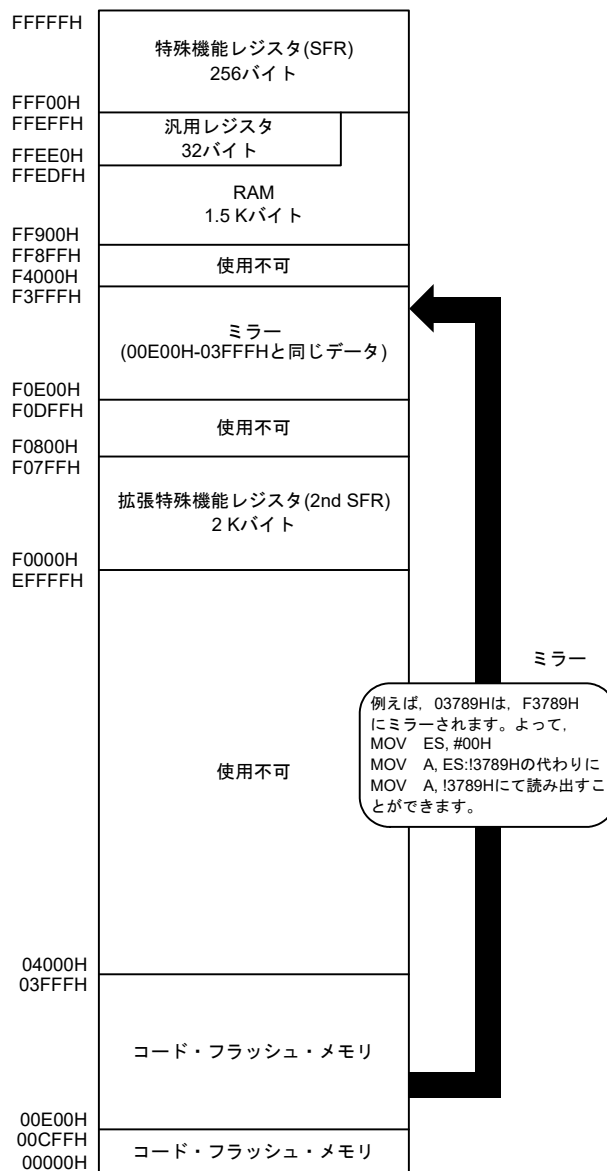 FFFFFH
特殊機能レジスタ(SFR)
256バイト
FFF00H
FFEFFH
汎用レジスタ
32バイト
FFEE0H
FFEDFH
RAM
1.5 Kバイト
FF900H
FF8FFH
使用不可
F4000H
F3FFFH
ミラー
(00E00H-03FFFHと同じデータ)
F0E00H
F0DFFH
使用不可
F0800H
F07FFH
拡張特殊機能レジスタ(2nd SFR)
2 Kバイト
F0000H
EFFFFH
ミラー
例えば，03789Hは，F3789H
にミラーされます。よって，
MOV ES, #00H
MOV A, ES:!3789Hの代わりに
MOV A, !3789Hにて読み出すこ
とができます。
使用不可
04000H
03FFFH
コード・フラッシュ・メモリ
00E00H
00CFFH
コード・フラッシュ・メモリ
00000H